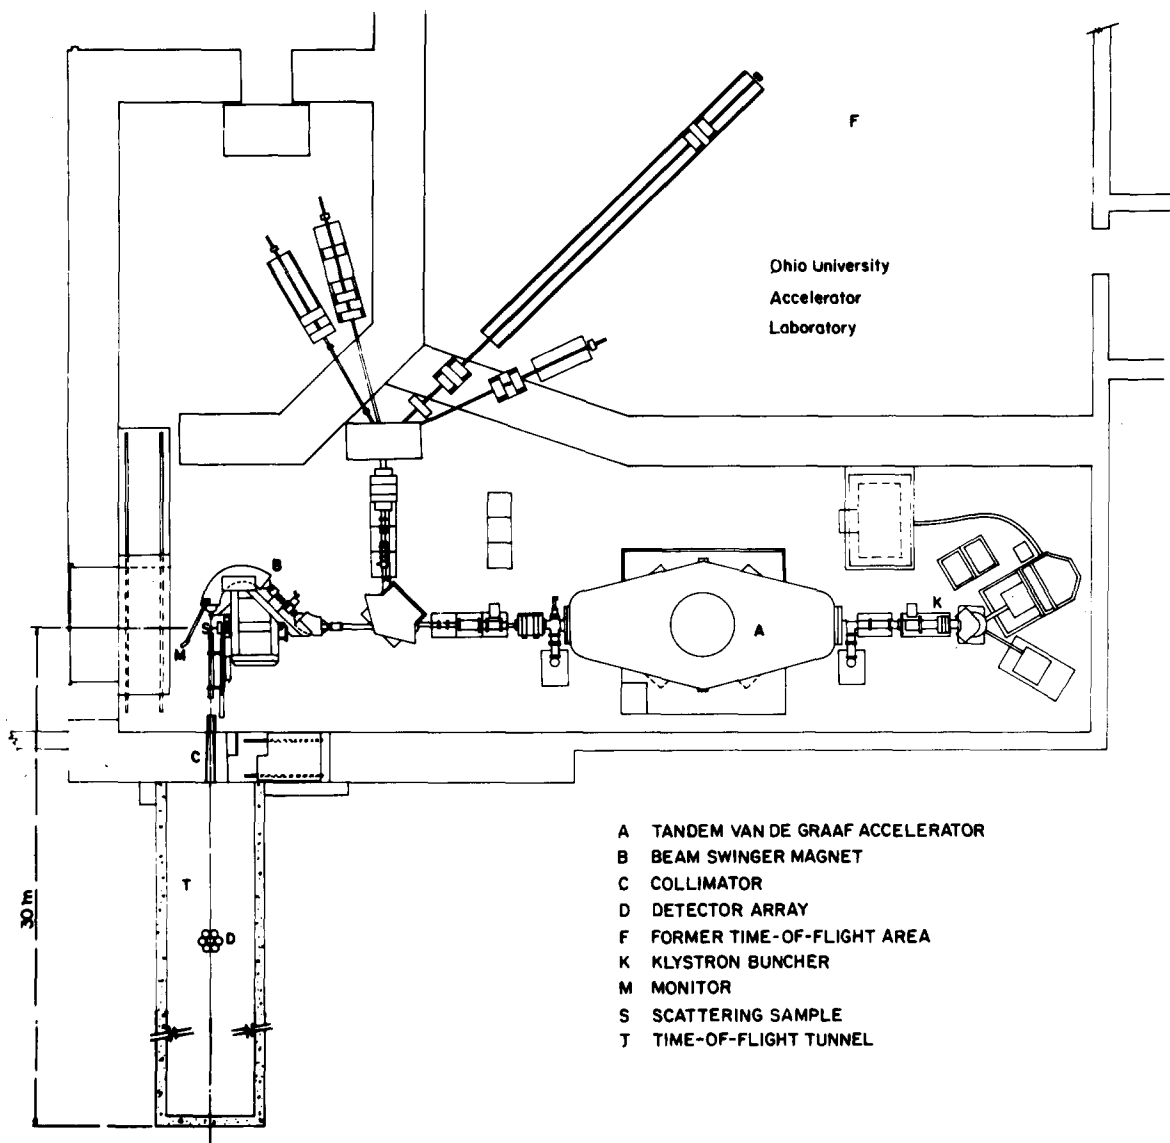 F
Ohio University
Accelerator
Laboratory
B
K
S
A
M
C
A TANDEM VAN DE GRAAF ACCELERATOR
B BEAM SWINGER MAGNET
C COLLIMATOR
D DETECTOR ARRAY
F FORMER TIME-OF-FLIGHT AREA
K KLYSTRON BUNCHER
M MONITOR
S SCATTERING SAMPLE
T TIME-OF-FLIGHT TUNNEL
T
30m
D